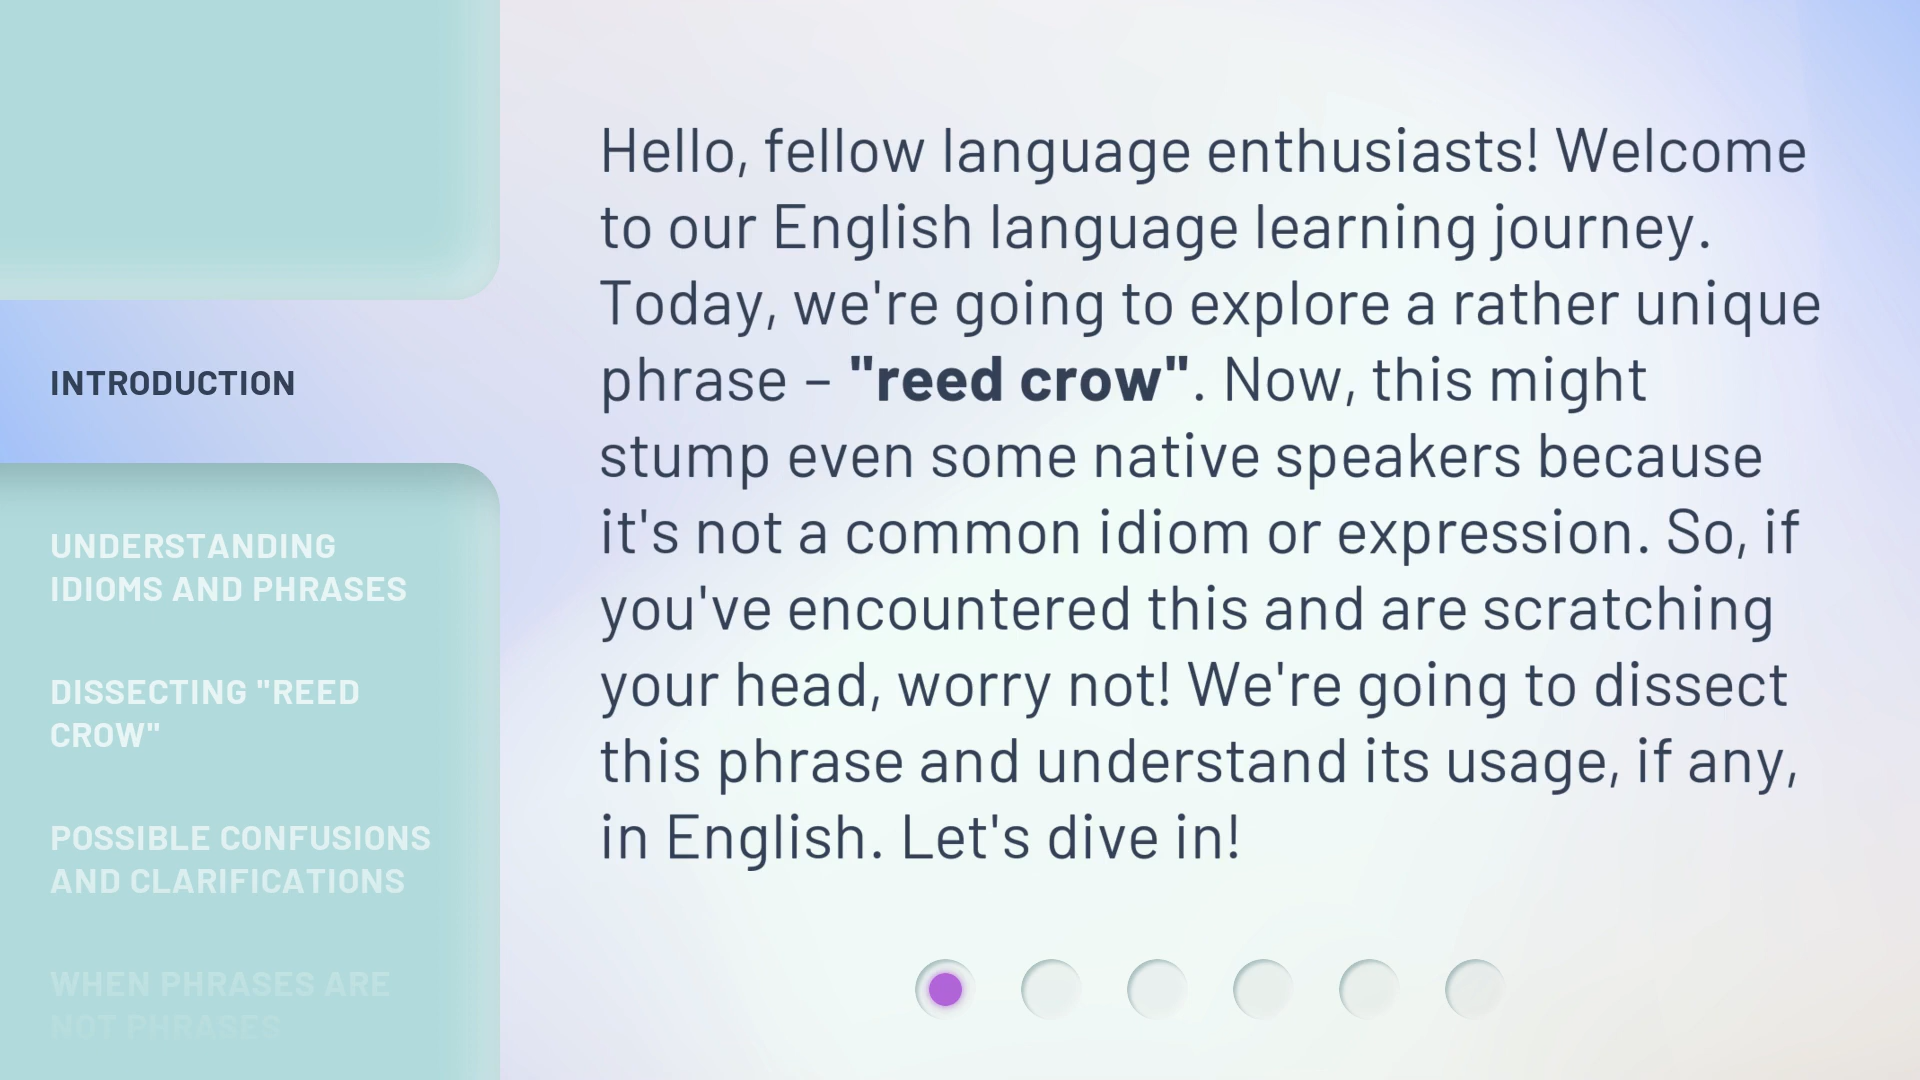 INTRODUCTION
UNDERSTANDING
IDIOMS AND PHRASES
DISSECTING "REED
CROW"
POSSIBLE CONFUSIONS
AND CLARIFICATIONS
WHEN PHRASES ARE
NOT PHRASES
Hello, fellow language enthusiasts! Welcome
to our English language learning journey.
Today, we're going to explore a rather unique
phrase – "reed crow". Now, this might
stump even some native speakers because
it's not a common idiom or expression. So, if
you've encountered this and are scratching
your head, worry not! We're going to dissect
this phrase and understand its usage, if any,
in English. Let's dive in!